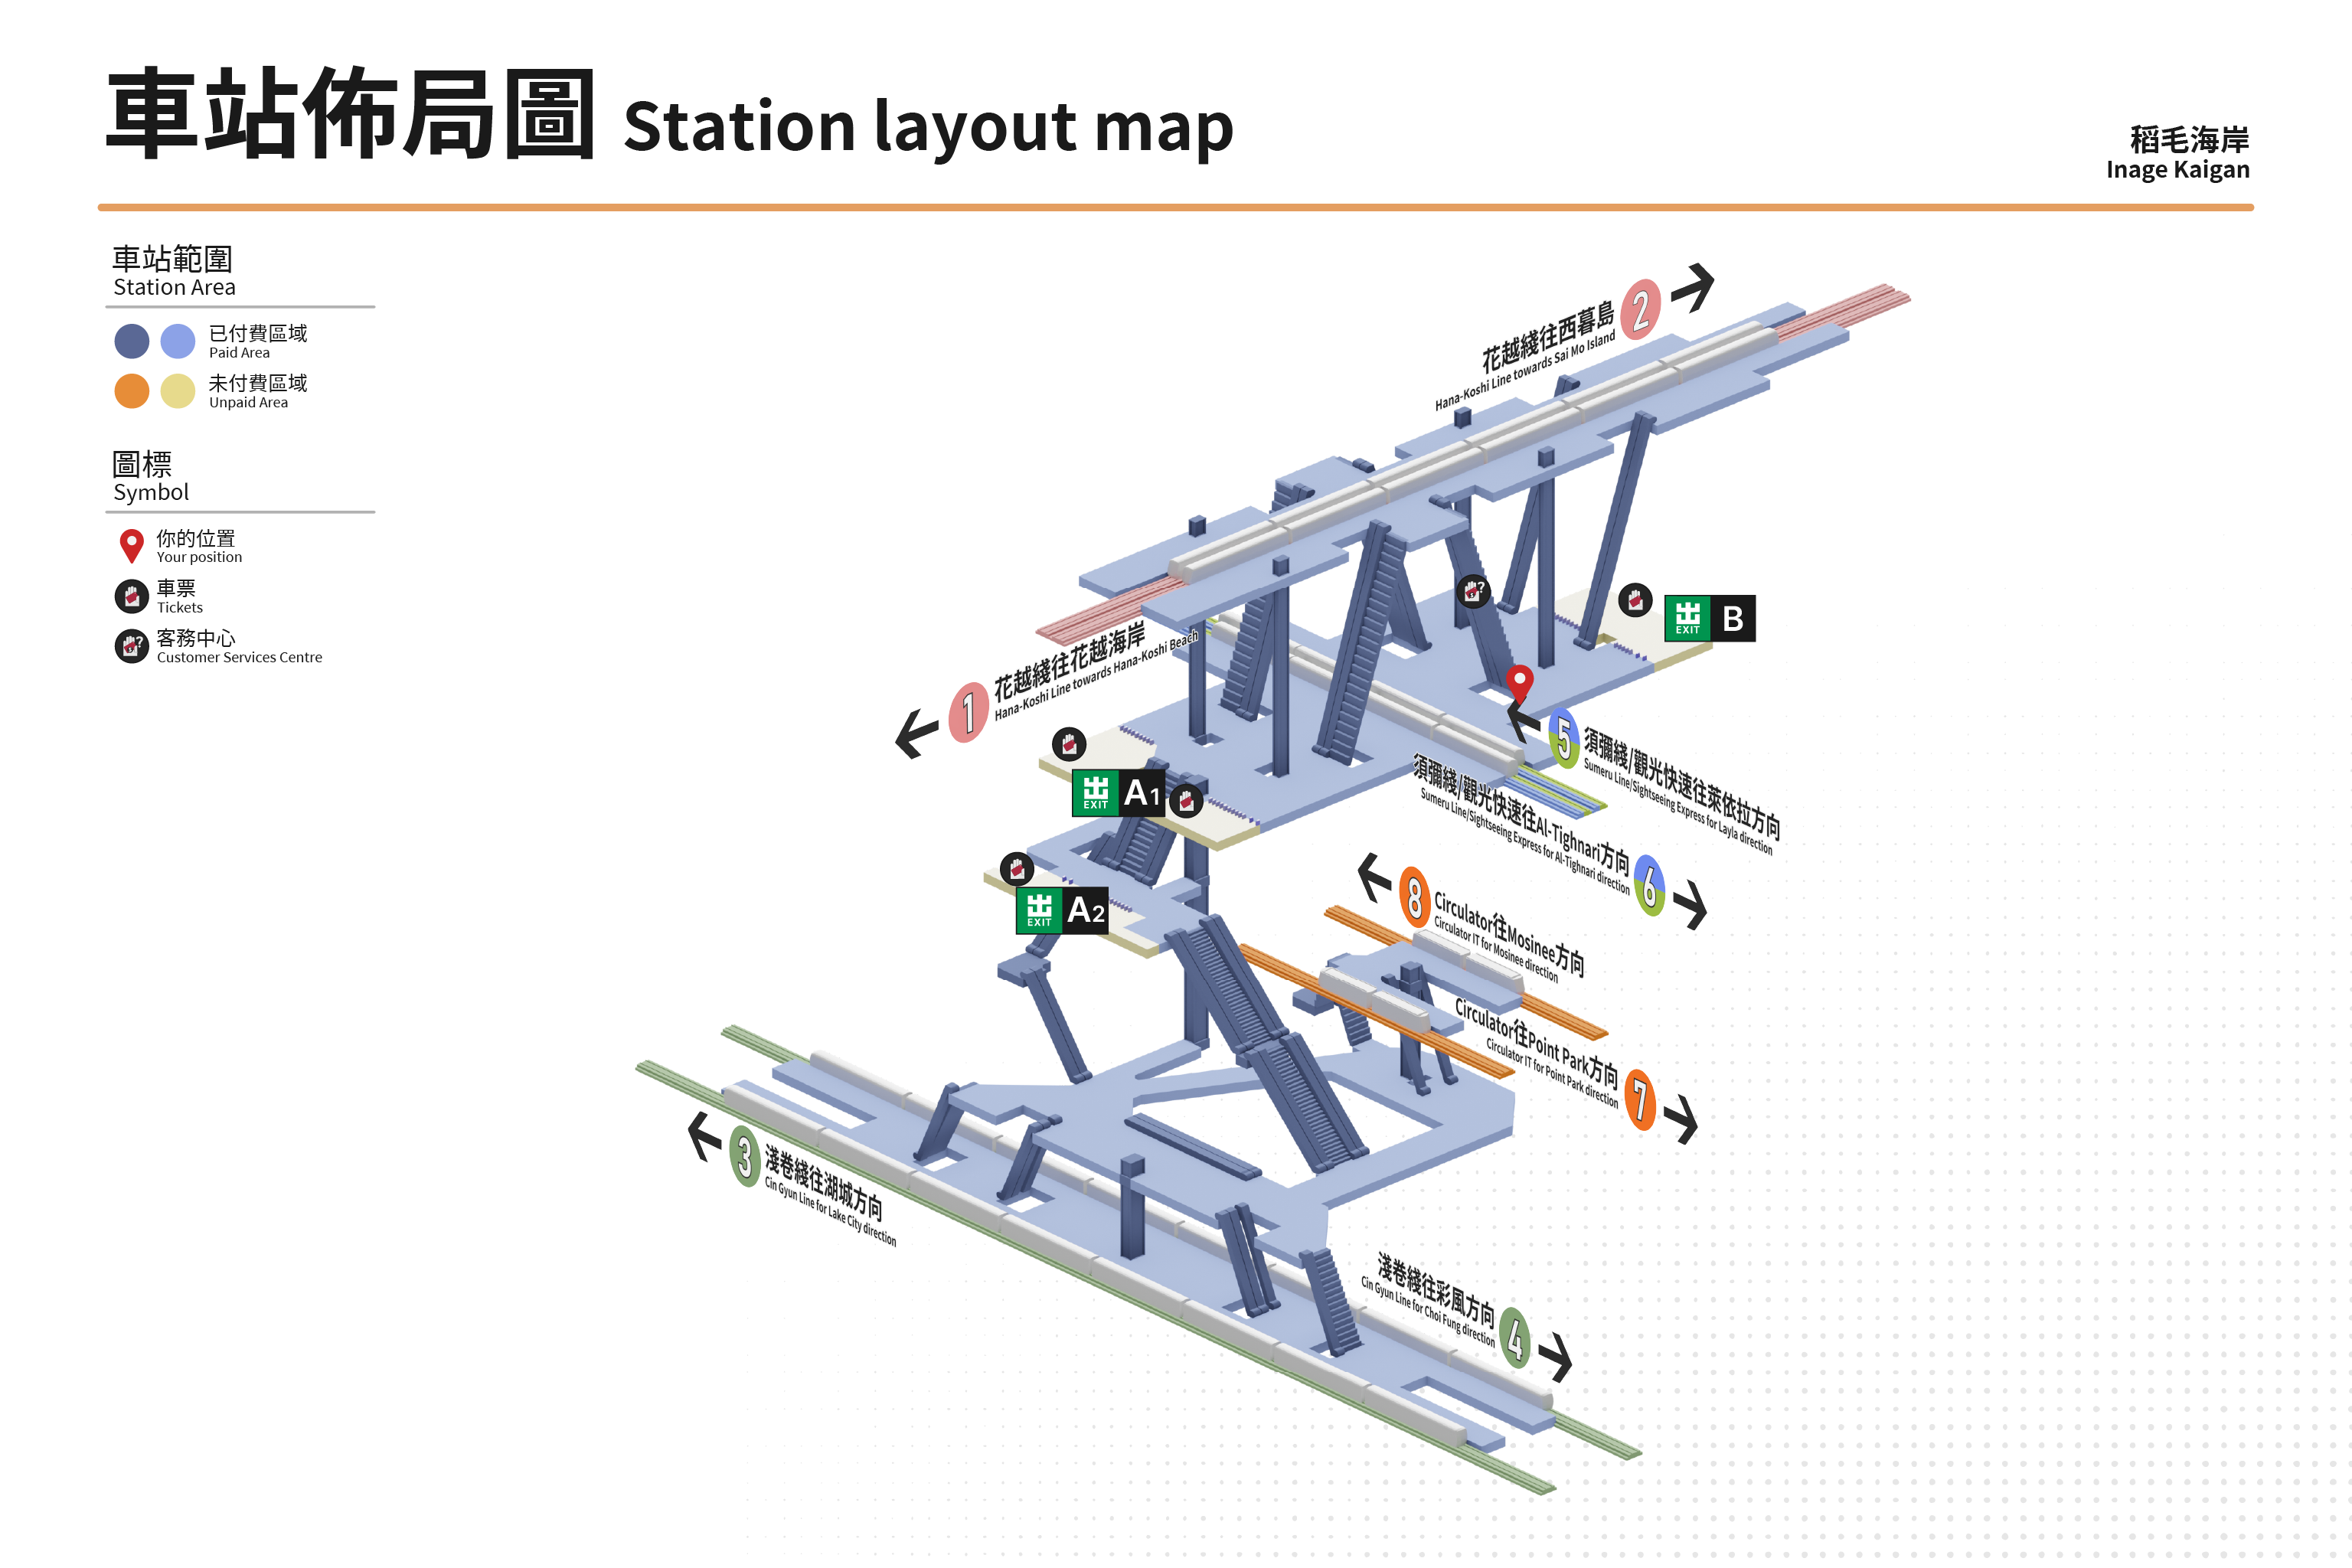 車站佈局圖 Station layout map
稻毛海岸
Inage Kaigan
車站範圍
Station Area
已付費區域
Paid Area
未付費區域
Unpaid Area
圖標
Symbol
你的位置
Your position
車票
Tickets
客務中心
Customer Services Centre
花越綫往西暮島
Hana-Koshi Line towards Sai Mo Island
2
1
花越綫往花越海岸
Hana-Koshi Line towards Hana-Koshi Beach
?
出
EXIT
B
5
須彌綫/觀光快速往萊依拉方向
Sumeru Line/Sightseeing Express for Layla direction
出
EXIT
A1
須彌綫/觀光快速往Al-Tighnari方向
Sumeru Line/Sightseeing Express for Al-Tighnari direction
6
出
EXIT
A2
8
Circulator往Mosinee方向
Circulator IT for Mosinee direction
Circulator往Point Park方向
Circulator IT for Point Park direction
7
3
淺卷綫往湖城方向
Cin Gyun Line for Lake City direction
淺卷綫往彩風方向
Cin Gyun Line for Choi Fung direction
4